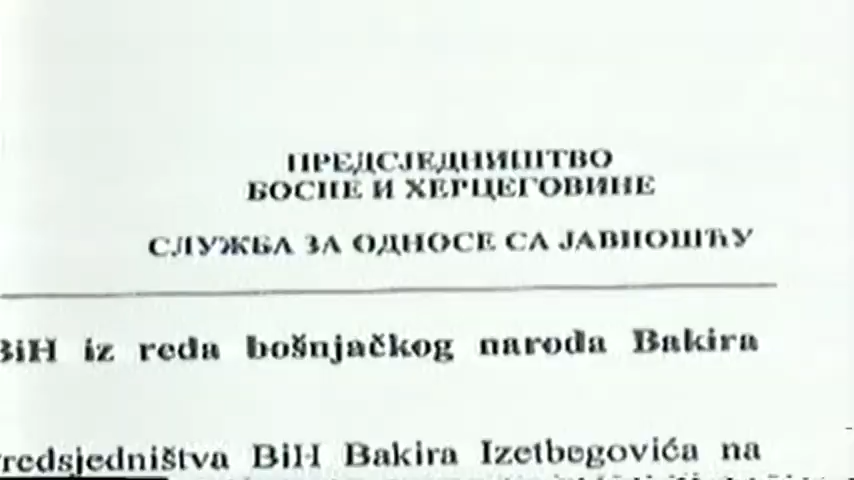 ПРЕДСЈЕДНИШТВО
БОСНЕ И ХЕРЦЕГОВИНЕ
СЛУЖБА ЗА ОДНОСЕ СА ЈАВНОШЋУ
BiH iz reda bošnjačkog naroda Bakira
redsjedništva BiH Bakira Izetbegovića na